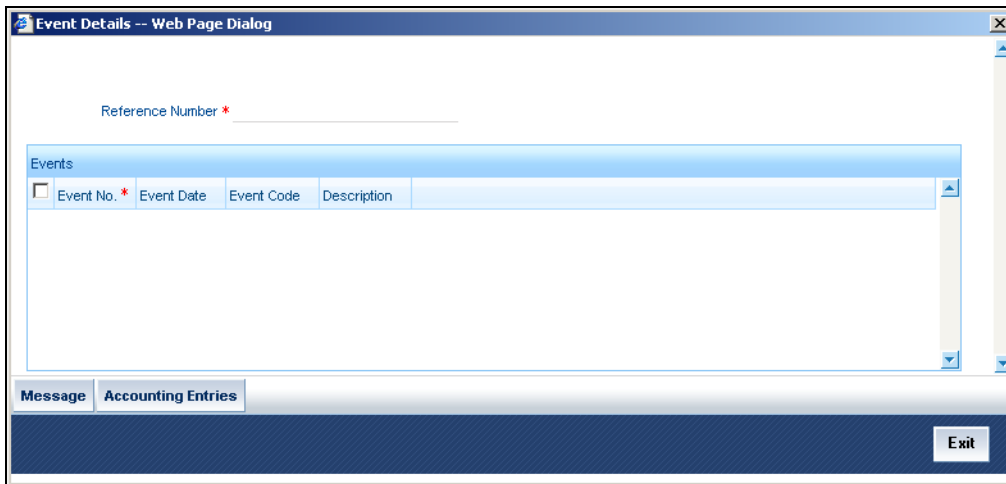 Event Details -- Web Page Dialog
Reference Number *
Events
Event No. * Event Date Event Code Description
Message Accounting Entries
Exit